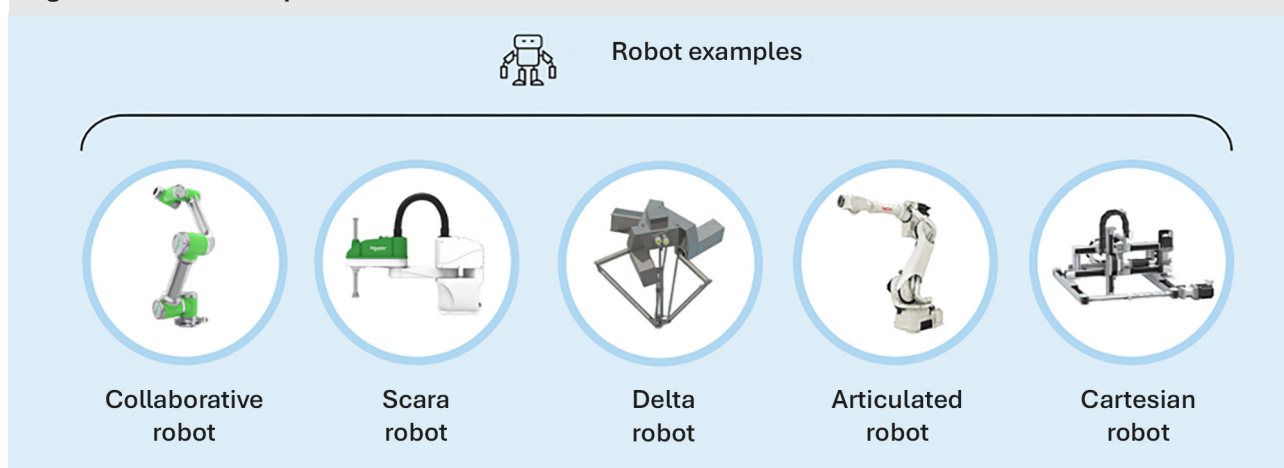 Robot examples
Collaborative
robot
Scara
robot
Delta
robot
Articulated
robot
Cartesian
robot